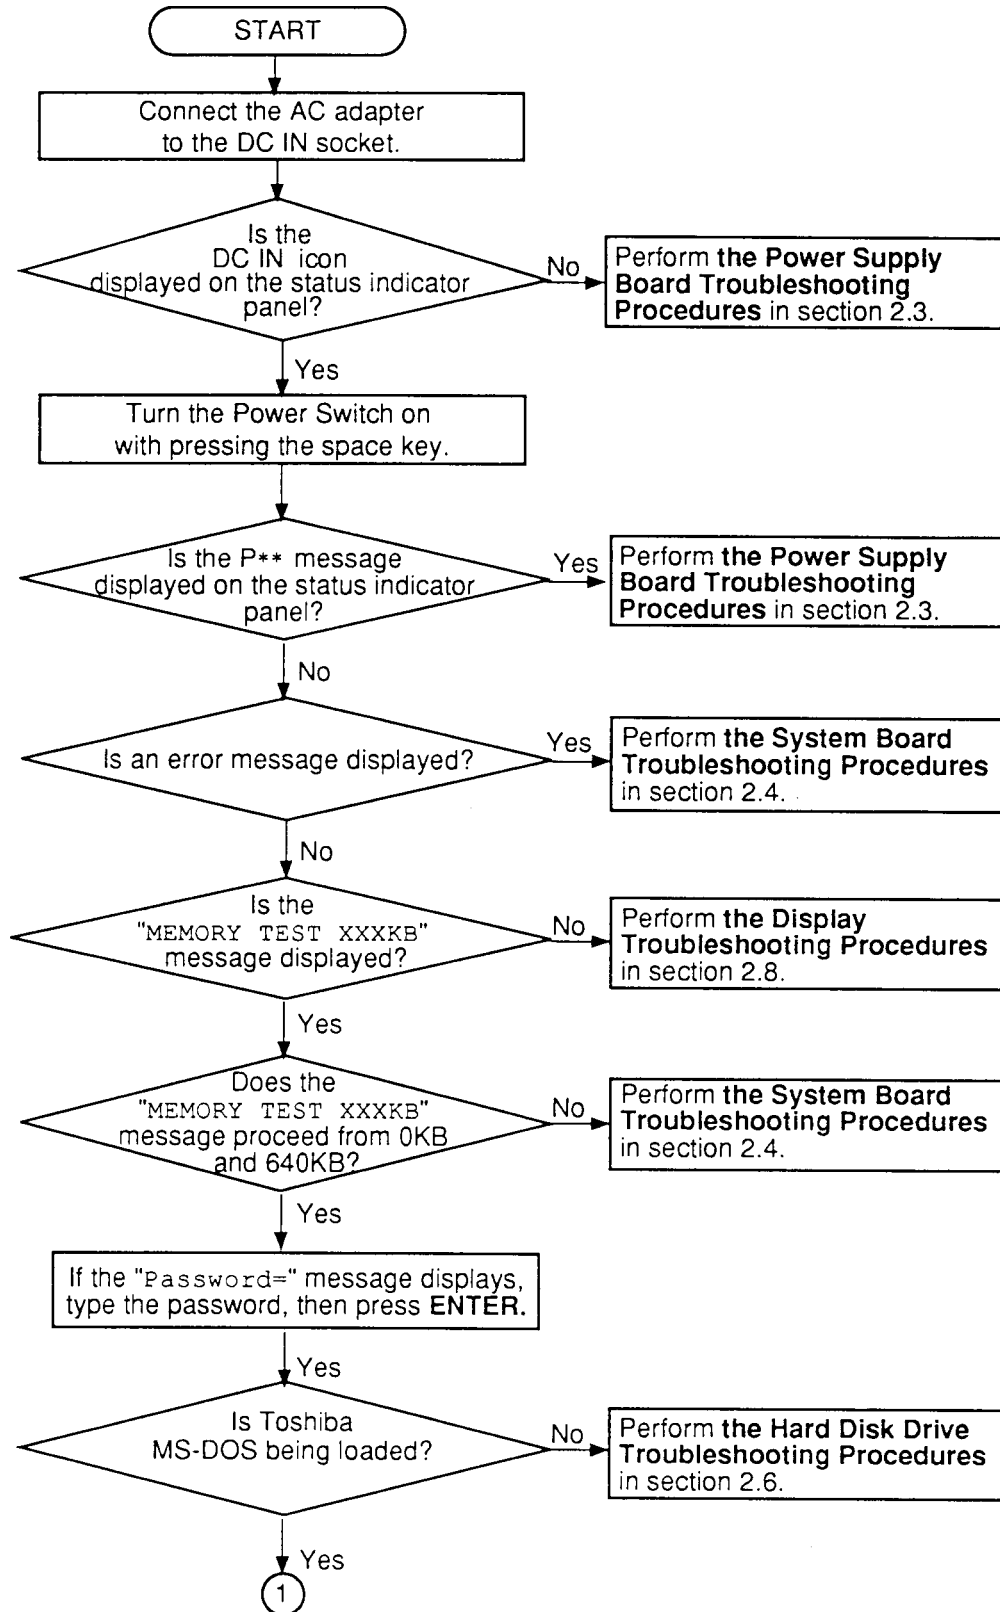 START
Connect the AC adapter
to the DC IN socket.
Is the
DC IN icon
displayed on the status indicator
panel?
No
Perform the Power Supply
Board Troubleshooting
Procedures in section 2.3.
Yes
Turn the Power Switch on
with pressing the space key.
Is the P** message
displayed on the status indicator
panel?
Yes
Perform the Power Supply
Board Troubleshooting
Procedures in section 2.3.
No
Is an error message displayed?
Yes
Perform the System Board
Troubleshooting Procedures
in section 2.4.
No
Is the
"MEMORY TEST XXXKB"
message displayed?
No
Perform the Display
Troubleshooting Procedures
in section 2.8.
Yes
Does the
"MEMORY TEST XXXKB"
message proceed from 0KB
and 640KB?
No
Perform the System Board
Troubleshooting Procedures
in section 2.4.
Yes
If the "Password=" message displays,
type the password, then press ENTER.
Yes
Is Toshiba
MS-DOS being loaded?
No
Perform the Hard Disk Drive
Troubleshooting Procedures
in section 2.6.
Yes
1